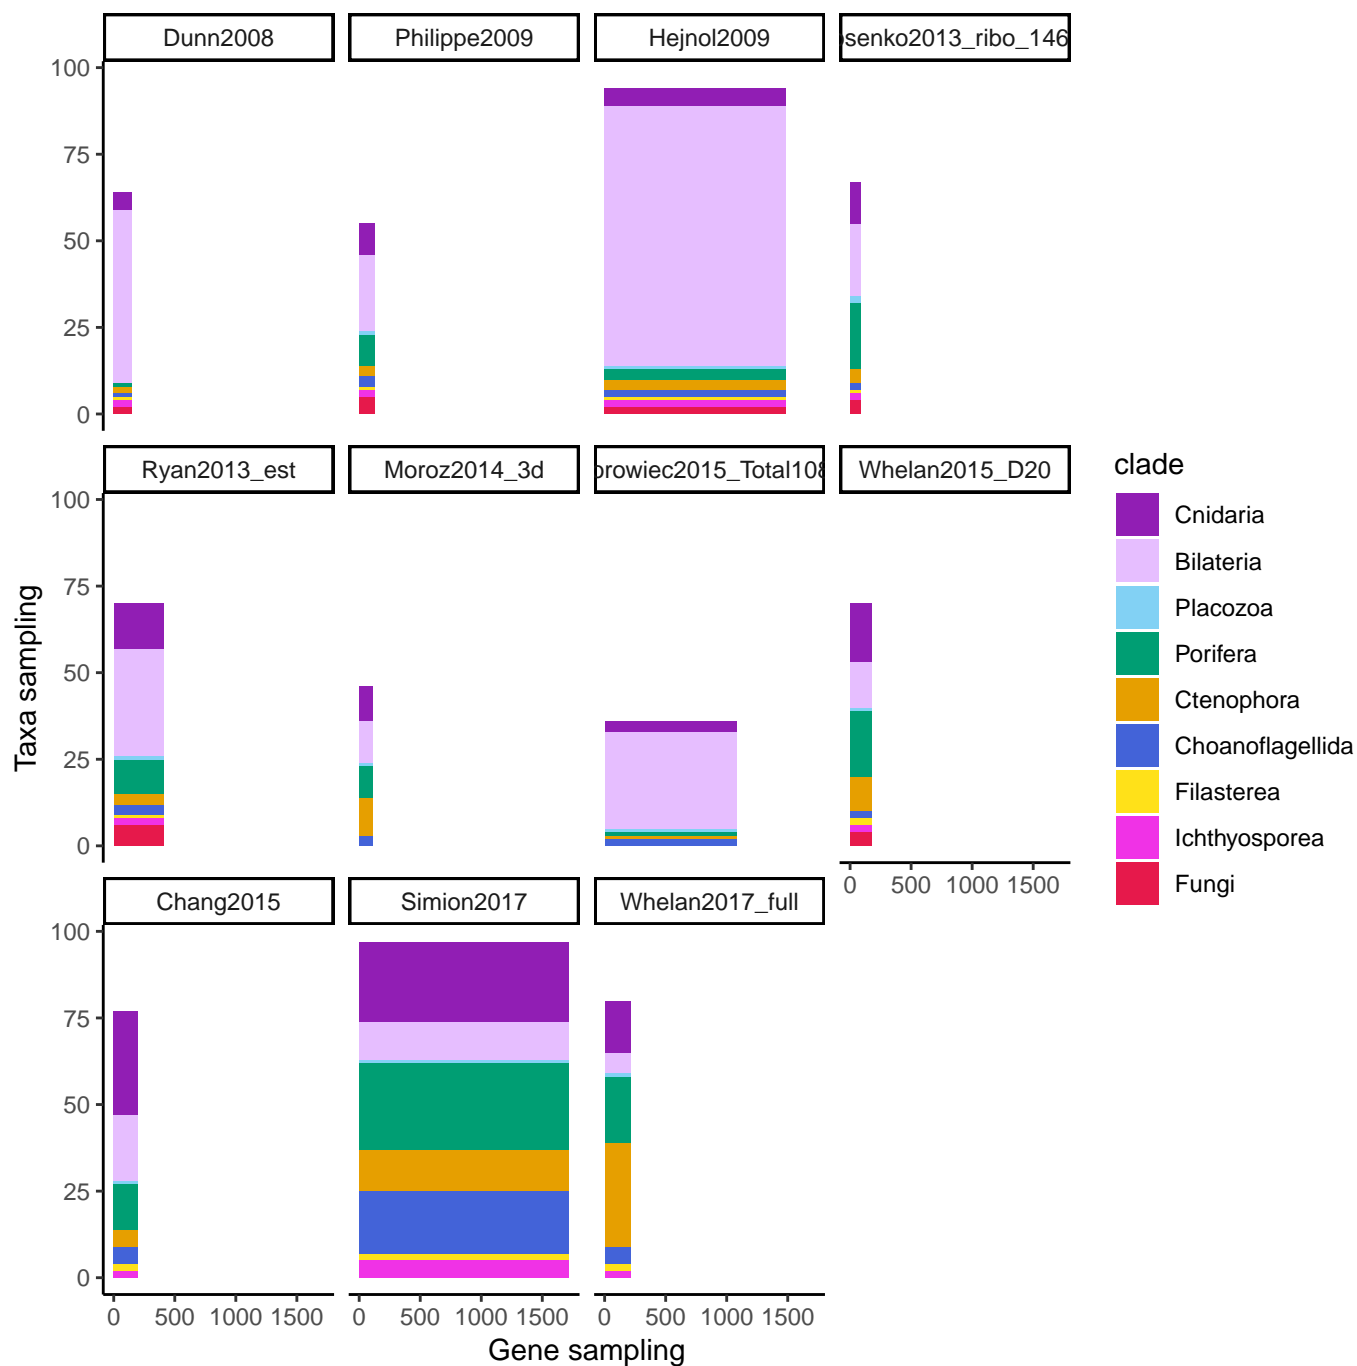 Dunn2008
Philippe2009
Hejnol2009
osenko2013_ribo_146
100
75
50
25
0
Ryan2013_est
Moroz2014_3d
orowiec2015_Total108
Whelan2015_D20
100
75
50
25
0
0 500 1000 1500
Chang2015
Simion2017
Whelan2017_full
100
75
50
25
0
0 500 1000 1500
0 500 1000 1500
0 500 1000 1500
Taxa sampling
Gene sampling
clade
Cnidaria
Bilateria
Placozoa
Porifera
Ctenophora
Choanoflagellida
Filasterea
Ichthyosporea
Fungi